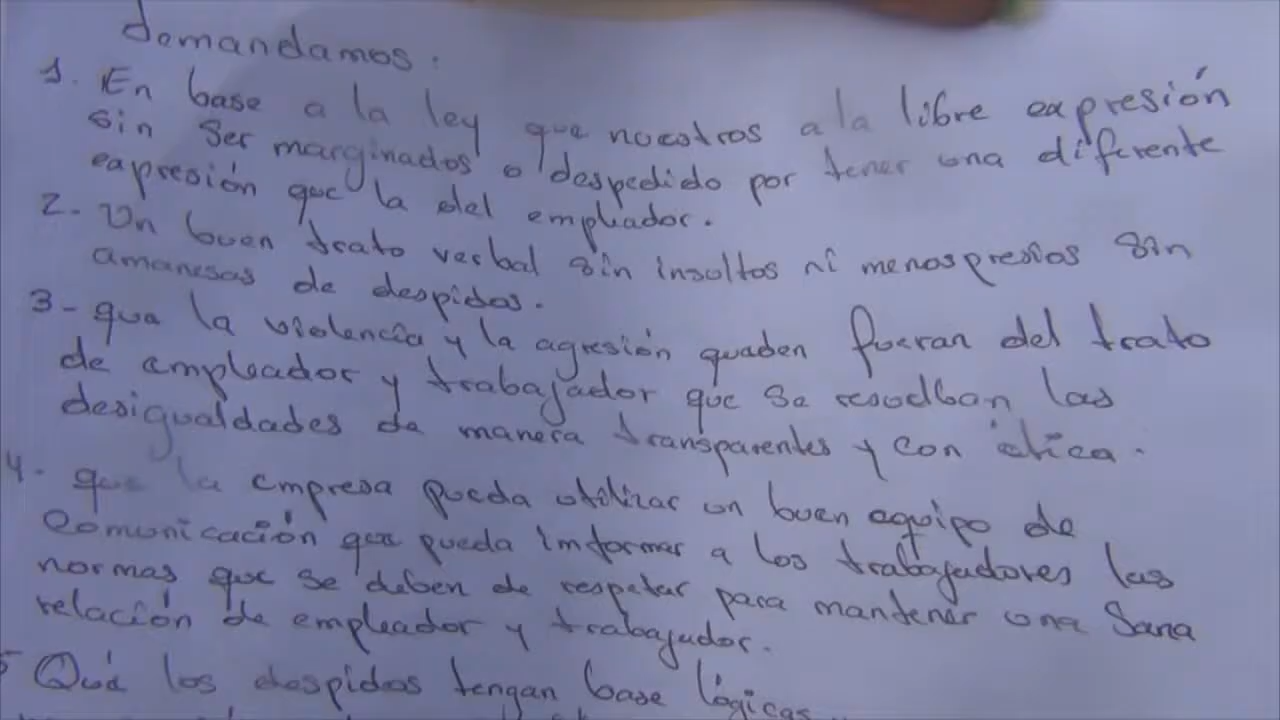 demandamos:
1. En base a la ley que nosotros a la libre expresión
sin ser marginados o despedido por tener una diferente
expresión que la del empleador.
2- Un buen trato verbal sin insultos ni menospresios sin
amanesas de despidos.
3- que la violencia y la agresión queden fueran del trato
de empleador y trabajador que se resuelban las
desigualdades de manera transparentes y con ética.
4- que la empresa pueda utilizar un buen equipo de
comunicación que pueda imformar a los trabajadores las
normas que se deben de respetar para mantener una Sana
relación de empleador y trabajador.
5 Qué los despidos tengan base lógicas